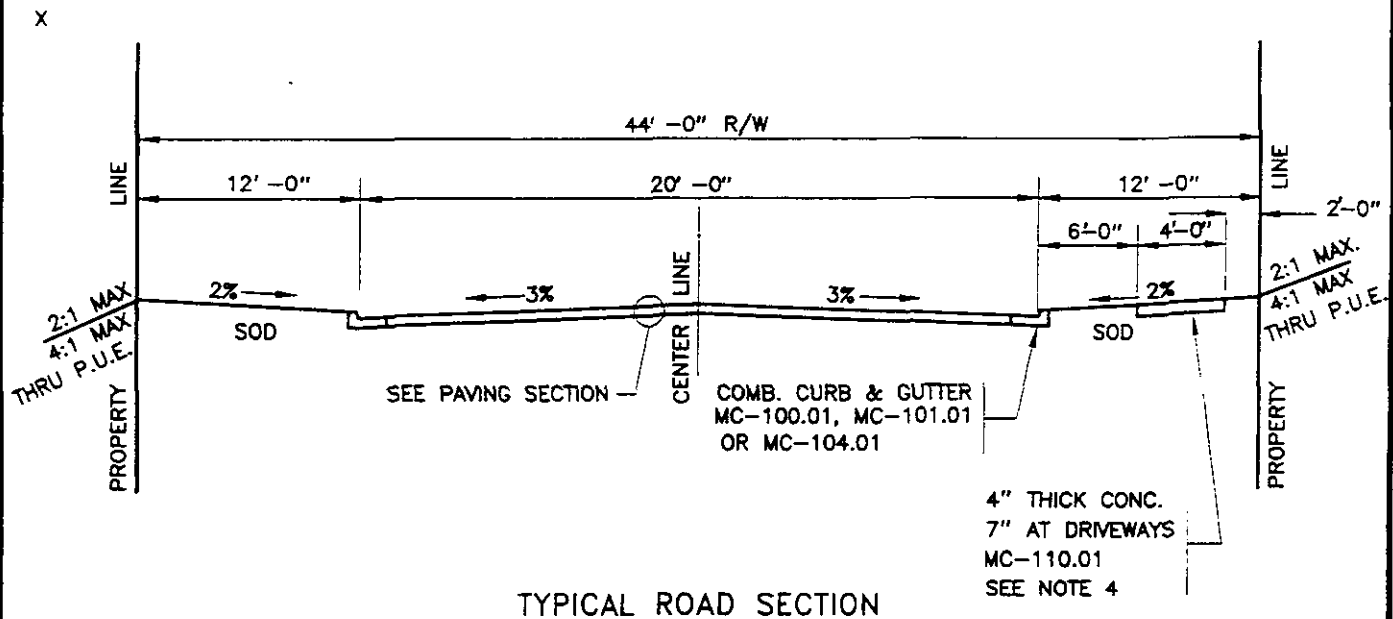 X
44' -0" R/W
12' -0"
20' -0"
12' -0"
2'-0"
6'-0"
4'-0"
PROPERTY LINE
CENTER LINE
PROPERTY LINE
2%
3%
3%
2%
2:1 MAX
4:1 MAX
THRU P.U.E.
2:1 MAX.
4:1 MAX
THRU P.U.E.
SOD
SOD
SEE PAVING SECTION
COMB. CURB & GUTTER
MC-100.01, MC-101.01
OR MC-104.01
4" THICK CONC.
7" AT DRIVEWAYS
MC-110.01
SEE NOTE 4
TYPICAL ROAD SECTION